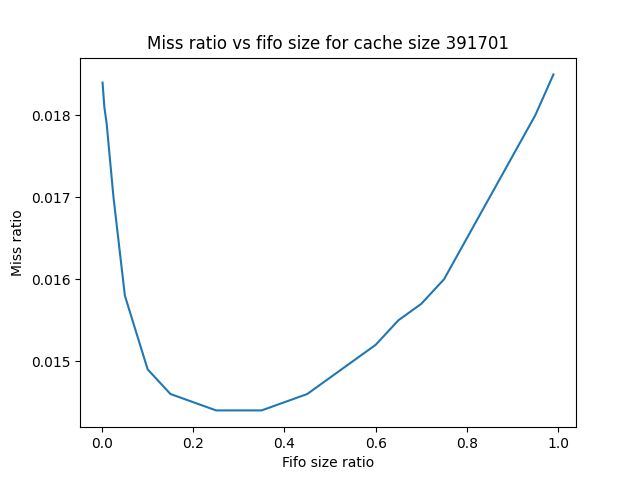 Miss ratio vs fifo size for cache size 391701
0.018
0.017
0.016
0.015
Miss ratio
0.0 0.2 0.4 0.6 0.8 1.0
Fifo size ratio